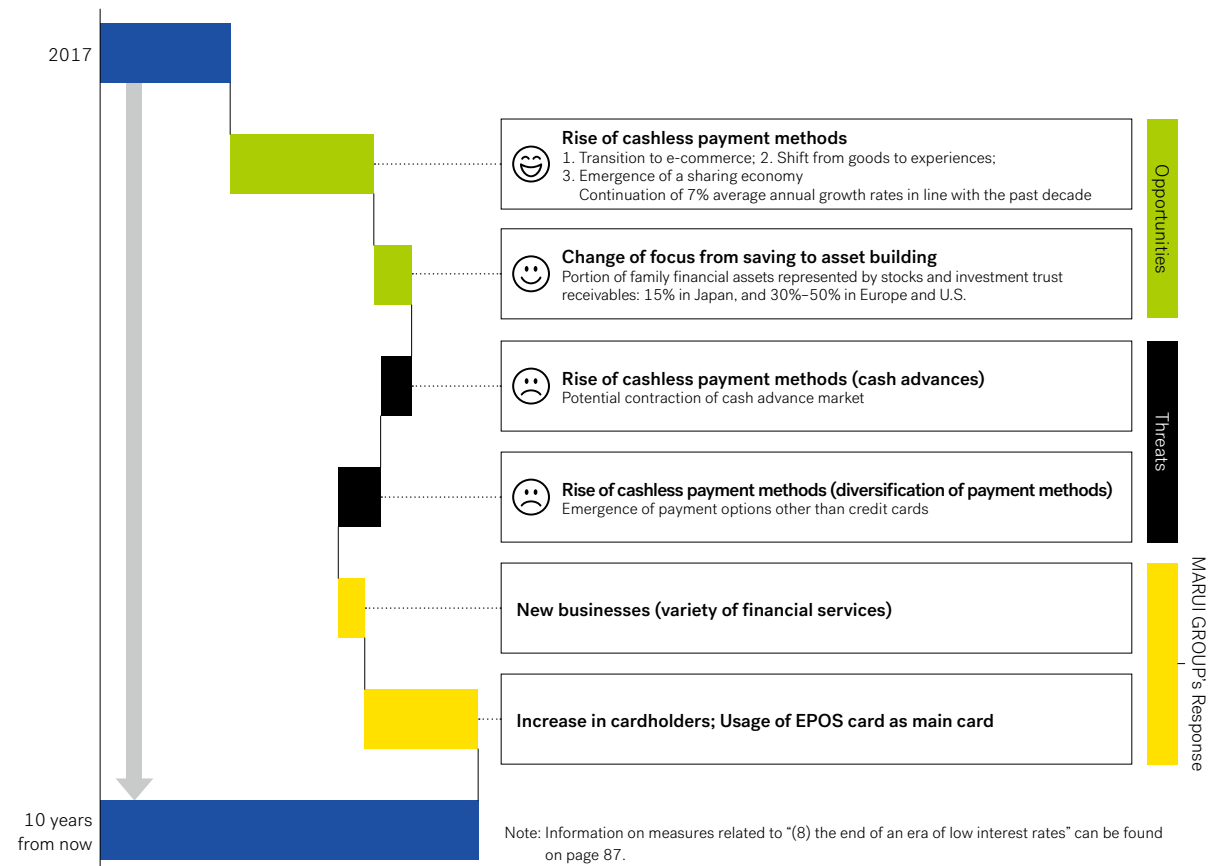 2017
Rise of cashless payment methods
1. Transition to e-commerce; 2. Shift from goods to experiences;
3. Emergence of a sharing economy
Continuation of 7% average annual growth rates in line with the past decade
Change of focus from saving to asset building
Portion of family financial assets represented by stocks and investment trust
receivables: 15% in Japan, and 30%–50% in Europe and U.S.
Opportunities
Rise of cashless payment methods (cash advances)
Potential contraction of cash advance market
Rise of cashless payment methods (diversification of payment methods)
Emergence of payment options other than credit cards
Threats
New businesses (variety of financial services)
Increase in cardholders; Usage of EPOS card as main card
MARUI GROUP's Response
10 years
from now
Note: Information on measures related to “(8) the end of an era of low interest rates” can be found
on page 87.